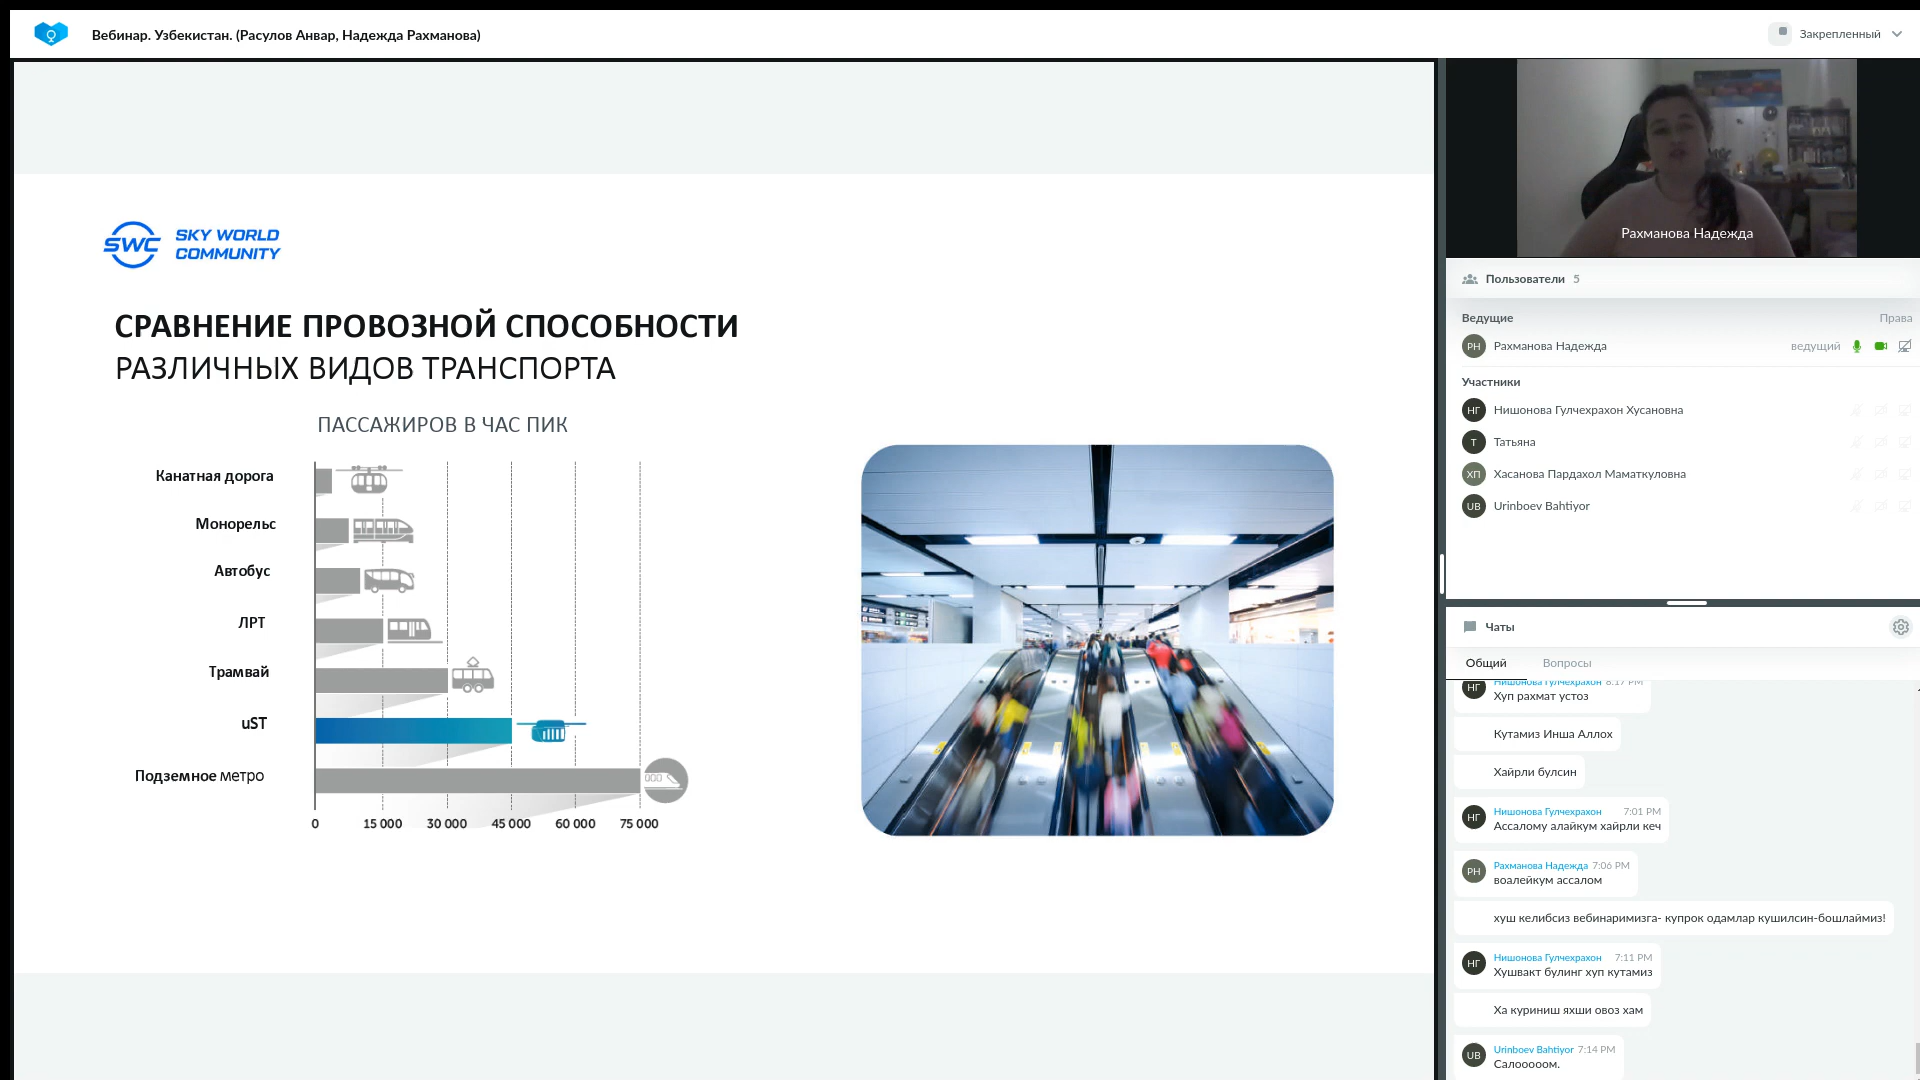 Вебинар. Узбекистан. (Расулов Анвар, Надежда Рахманова)
Закрепленный
SWC SKY WORLD
COMMUNITY
СРАВНЕНИЕ ПРОВОЗНОЙ СПОСОБНОСТИ
РАЗЛИЧНЫХ ВИДОВ ТРАНСПОРТА
ПАССАЖИРОВ В ЧАС ПИК
Канатная дорога
Монорельс
Автобус
ЛРТ
Трамвай
uST
Подземное метро
0 15 000 30 000 45 000 60 000 75 000
Рахманова Надежда
Пользователи 5
Ведущие Права
РН Рахманова Надежда ведущий
Участники
НГ Нишонова Гулчехрахон Хусановна
Т Татьяна
ХП Хасанова Пардахол Маматкуловна
UB Urinboev Bahtiyor
Чаты
Общий Вопросы
НГ Нишонова Гулчехрахон 6:17 PM
Хуп рахмат устоз
Кутамиз Инша Аллох
Хайрли булсин
НГ Нишонова Гулчехрахон 7:01 PM
Ассалому алайкум хайрли кеч
РН Рахманова Надежда 7:06 PM
воалейкум ассалом
хуш келибсиз вебинаримизга- купрок одамлар кушилсин-бошлаймиз!
НГ Нишонова Гулчехрахон 7:11 PM
Хушвакт булинг хуп кутамиз
Ха куриниш яхши овоз хам
UB Urinboev Bahtiyor 7:14 PM
Салооооом.